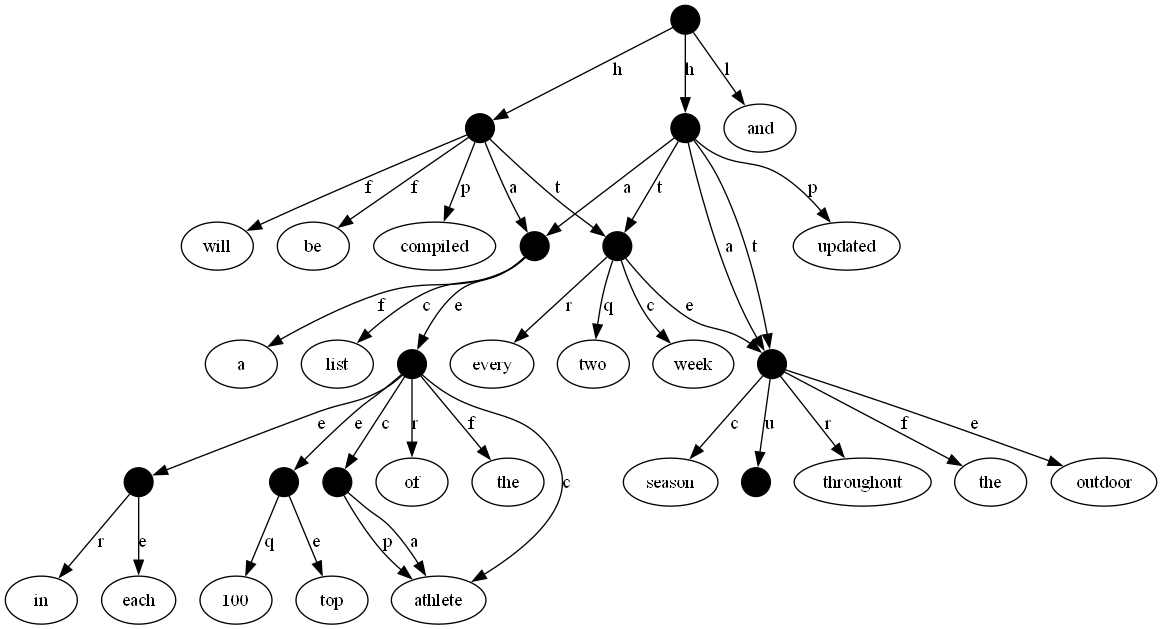 h h l
and
f f p a t a t a t p
will be compiled updated
f c e r q c e
a list every two week
e e c r f c c u r f e
of the season throughout the outdoor
r e q e p a
in each 100 top athlete